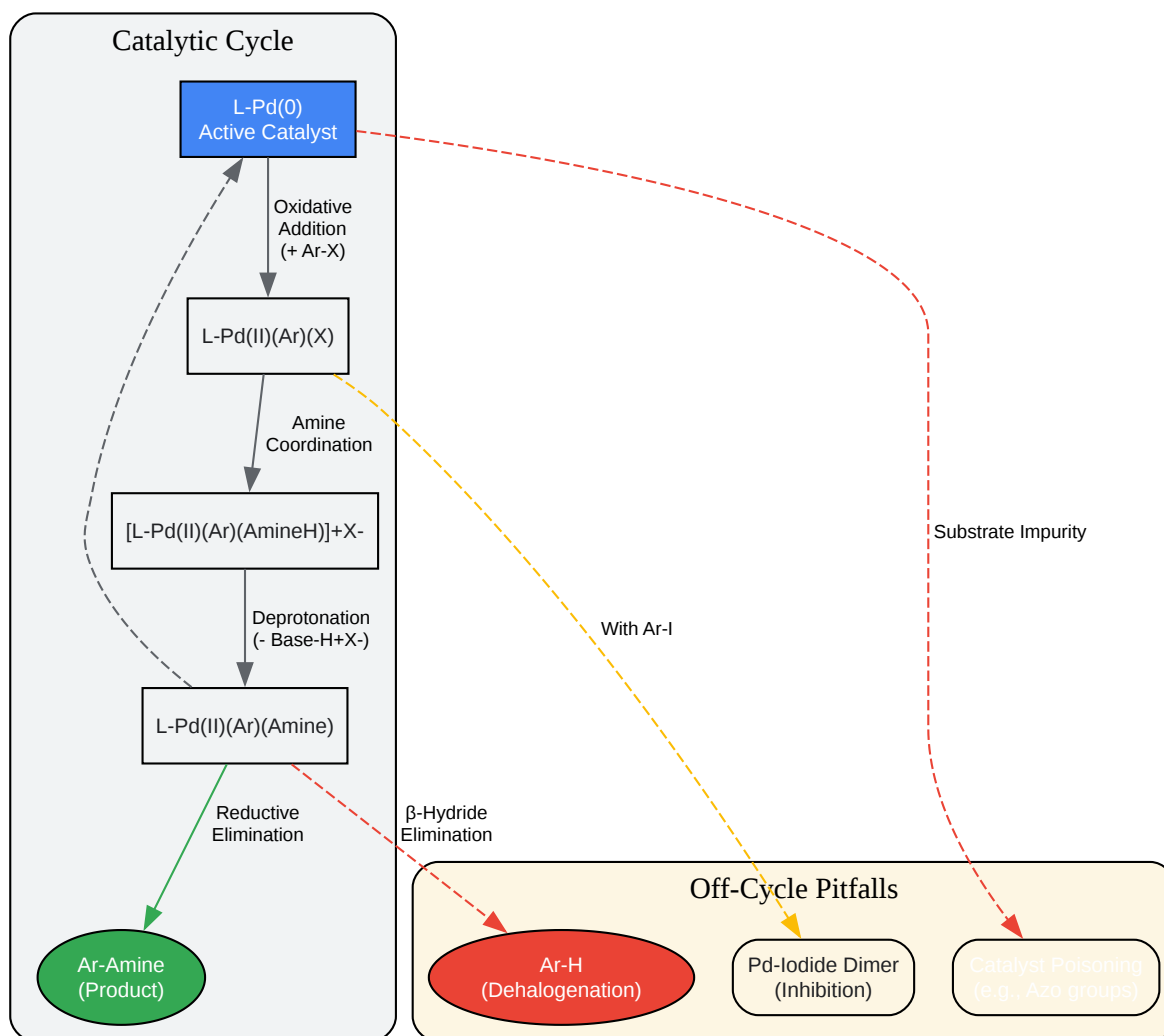 Catalytic Cycle
L-Pd(0)
Active Catalyst
Oxidative
Addition
(+ Ar-X)
L-Pd(II)(Ar)(X)
Amine
Coordination
[L-Pd(II)(Ar)(AmineH)]+X-
Substrate Impurity
Deprotonation
(- Base-H+X-)
With Ar-I
L-Pd(II)(Ar)(Amine)
Reductive
Elimination
β-Hydride
Elimination
Off-Cycle Pitfalls
Ar-Amine
(Product)
Ar-H
(Dehalogenation)
Pd-Iodide Dimer
(Inhibition)
Catalyst Poisoning
(e.g., Azo groups)